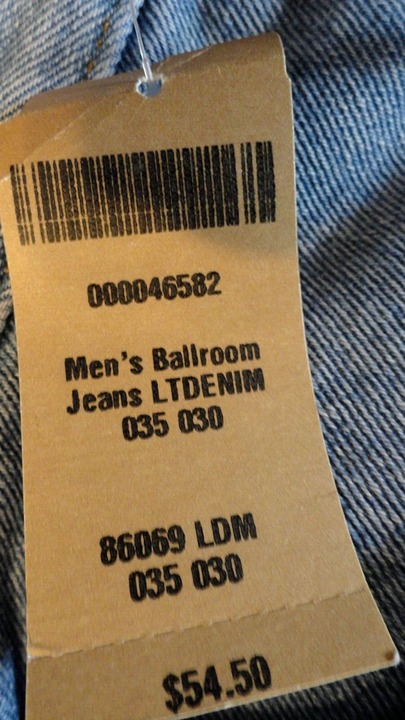 000046582
Men's Ballroom
Jeans LTDENIM
035 030
86069 LDM
035 030
$54.50